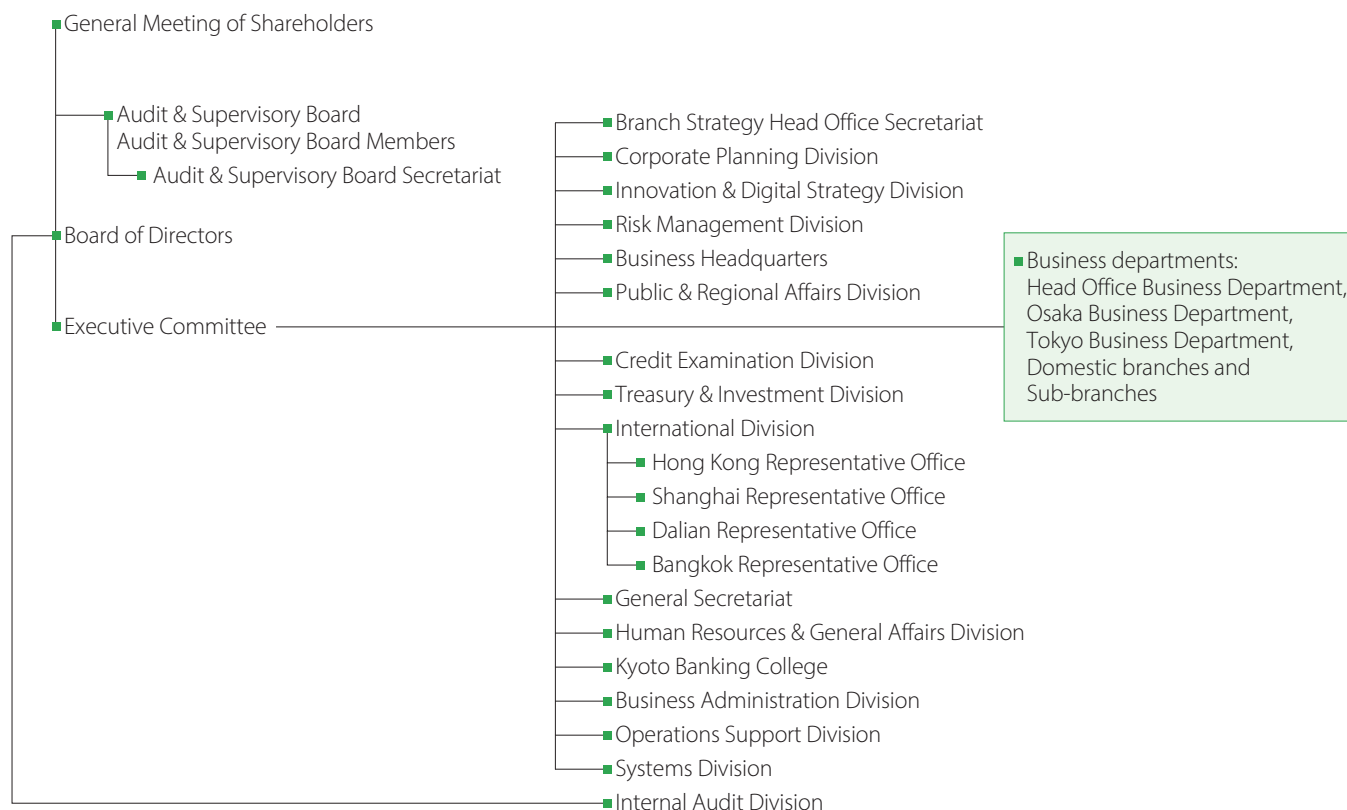 General Meeting of Shareholders
Audit & Supervisory Board
Audit & Supervisory Board Members
Audit & Supervisory Board Secretariat
Board of Directors
Executive Committee
Branch Strategy Head Office Secretariat
Corporate Planning Division
Innovation & Digital Strategy Division
Risk Management Division
Business Headquarters
Public & Regional Affairs Division
Business departments:
Head Office Business Department,
Osaka Business Department,
Tokyo Business Department,
Domestic branches and
Sub-branches
Credit Examination Division
Treasury & Investment Division
International Division
Hong Kong Representative Office
Shanghai Representative Office
Dalian Representative Office
Bangkok Representative Office
General Secretariat
Human Resources & General Affairs Division
Kyoto Banking College
Business Administration Division
Operations Support Division
Systems Division
Internal Audit Division